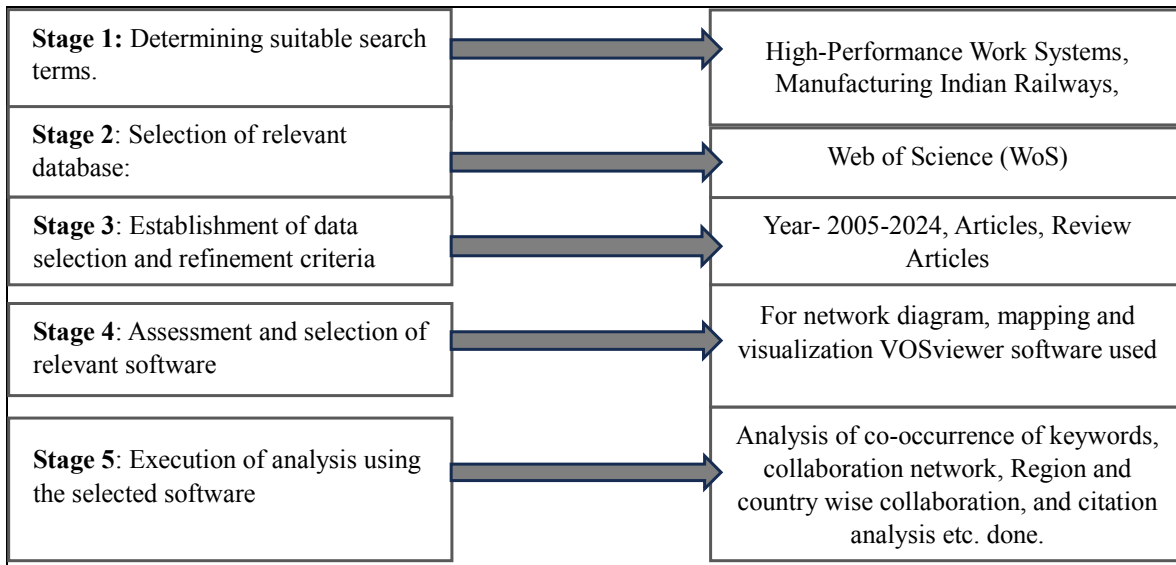 Stage 1: Determining suitable search
terms.
High-Performance Work Systems,
Manufacturing Indian Railways,
Stage 2: Selection of relevant
database:
Web of Science (WoS)
Stage 3: Establishment of data
selection and refinement criteria
Year- 2005-2024, Articles, Review
Articles
Stage 4: Assessment and selection of
relevant software
For network diagram, mapping and
visualization VOSviewer software used
Stage 5: Execution of analysis using
the selected software
Analysis of co-occurrence of keywords,
collaboration network, Region and
country wise collaboration, and citation
analysis etc. done.